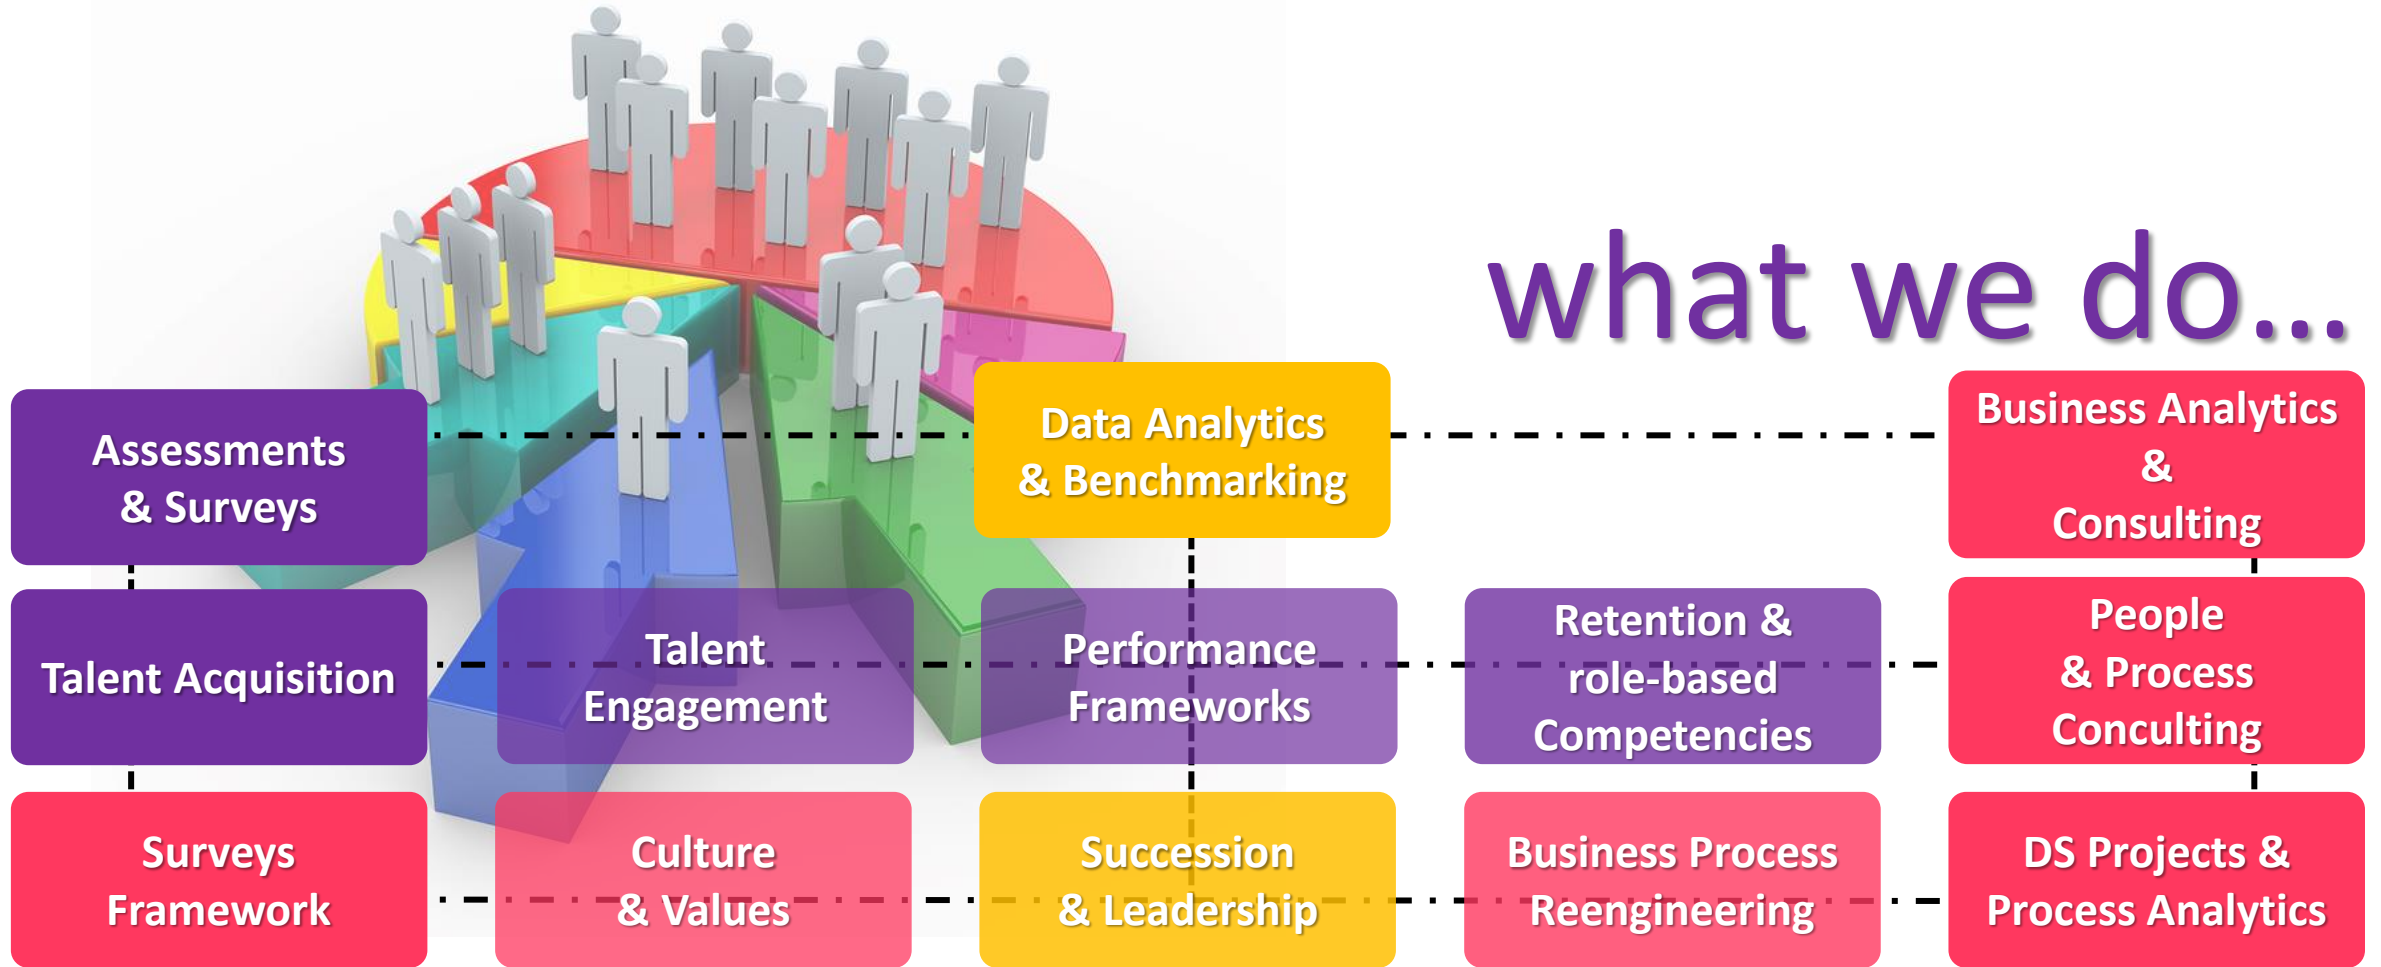 what we do...
Assessments
& Surveys
Data Analytics
& Benchmarking
Business Analytics
&
Consulting
Talent Acquisition
Talent
Engagement
Performance
Frameworks
Retention &
role-based
Competencies
People
& Process
Conculting
Surveys
Framework
Culture
& Values
Succession
& Leadership
Business Process
Reengineering
DS Projects &
Process Analytics